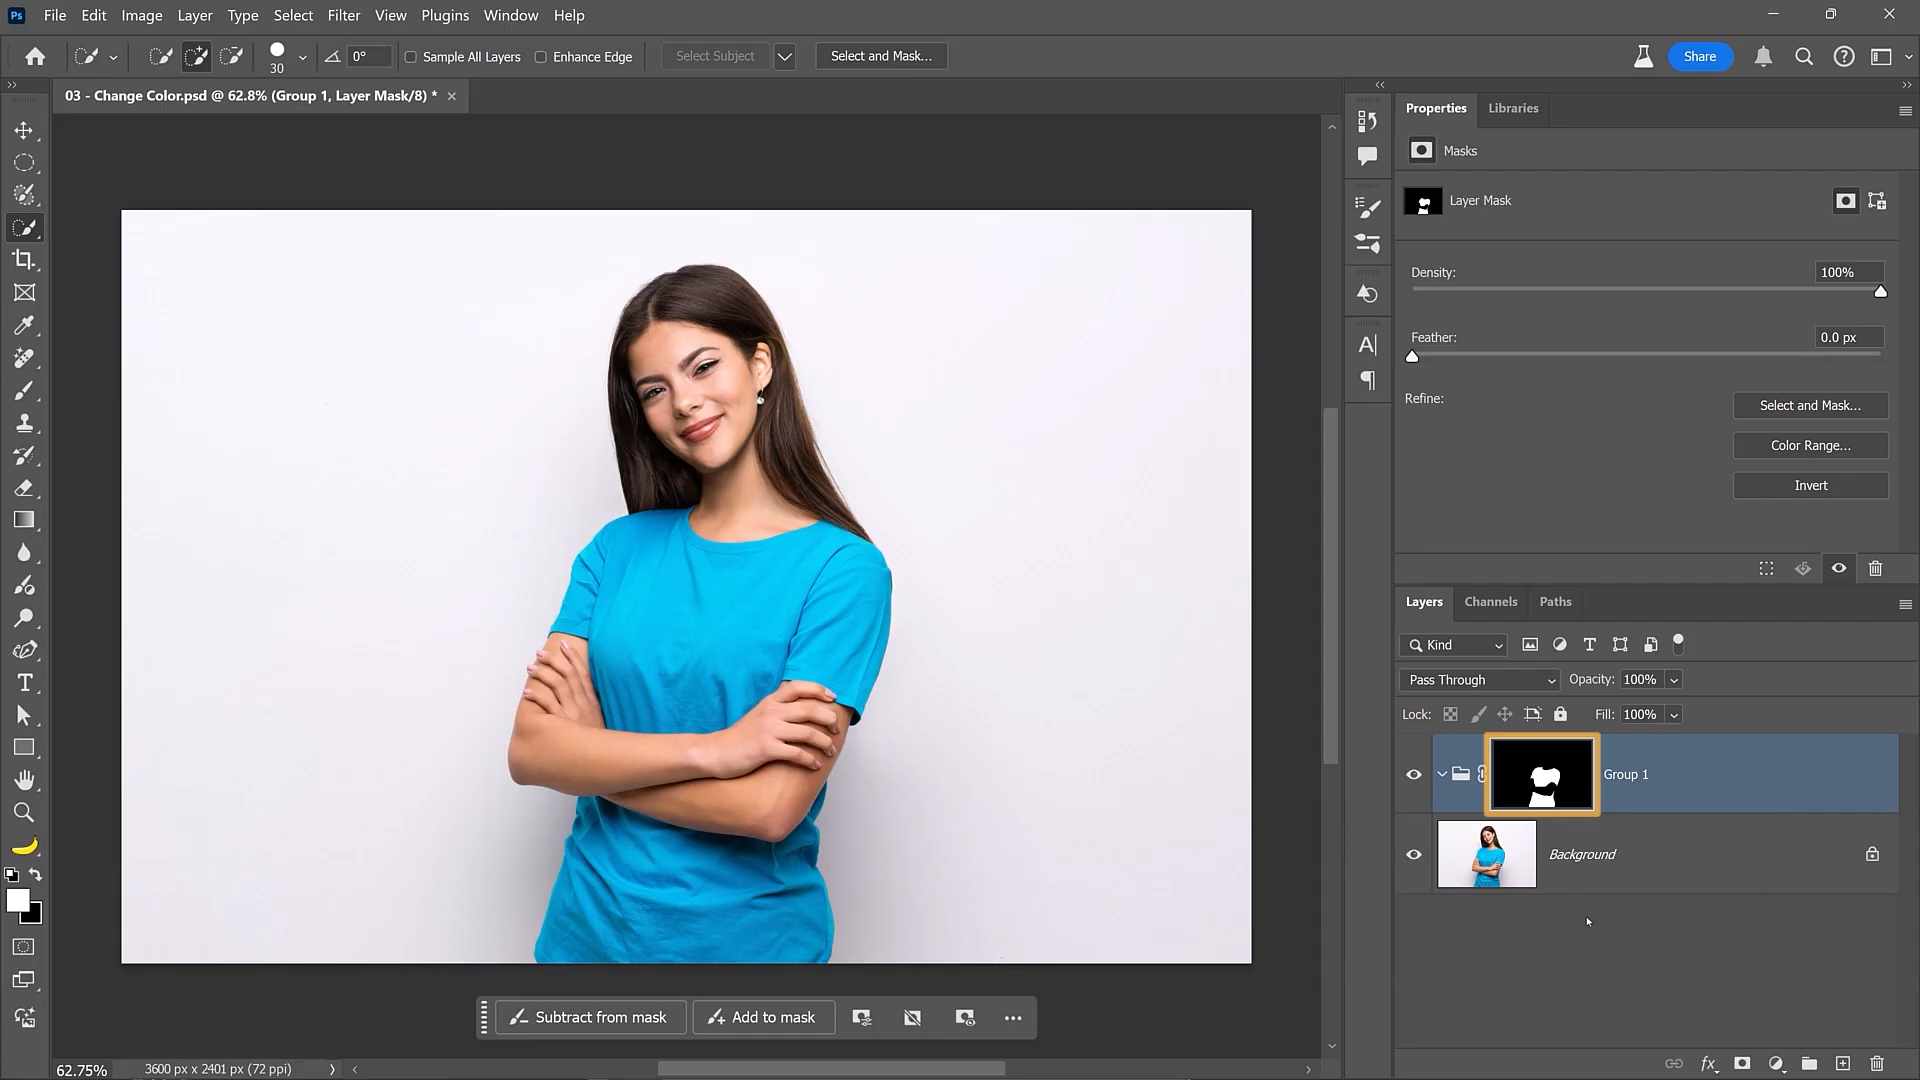 Ps File Edit Image Layer Type Select Filter View Plugins Window Help
30 0° Sample All Layers Enhance Edge Select Subject Select and Mask... Share
03 - Change Color.psd @ 62.8% (Group 1, Layer Mask/8) *
Properties Libraries
Masks
Layer Mask
Density: 100%
Feather: 0.0 px
Refine: Select and Mask...
Color Range...
Invert
Layers Channels Paths
Kind
Pass Through Opacity: 100%
Lock: Fill: 100%
Group 1
Background
Subtract from mask Add to mask
62.75% 3600 px x 2401 px (72 ppi)